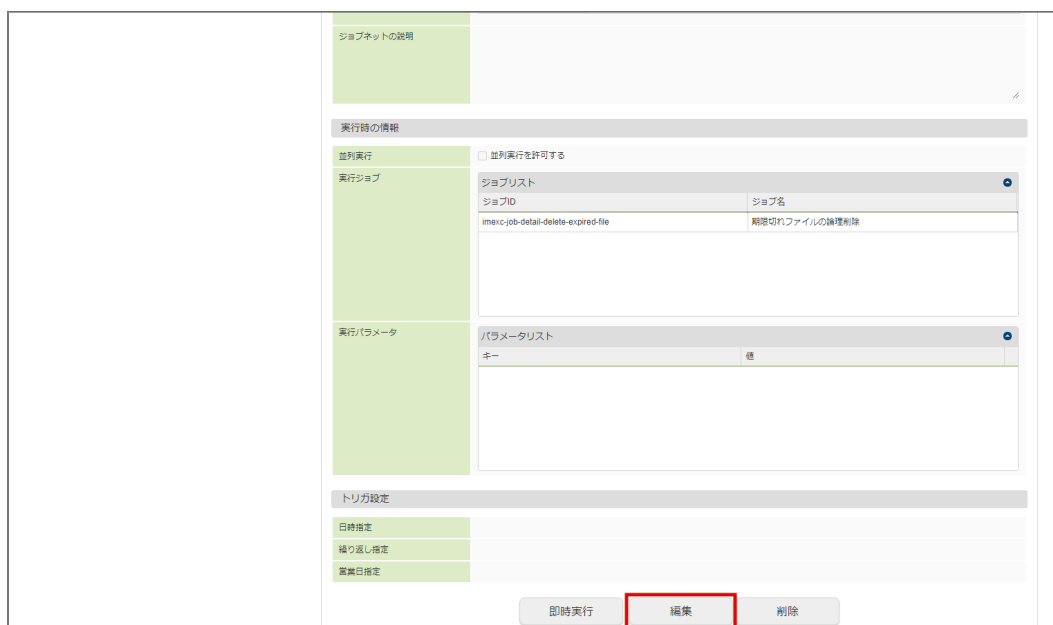 ジョブネットの説明
実行時の情報
並列実行
並列実行を許可する
実行ジョブ
ジョブリスト
ジョブID ジョブ名
imexc-job-detail-delete-expired-file 期限切れファイルの論理削除
実行パラメータ
パラメータリスト
キー 値
トリガ設定
日時指定
繰り返し指定
営業日指定
即時実行 編集 削除